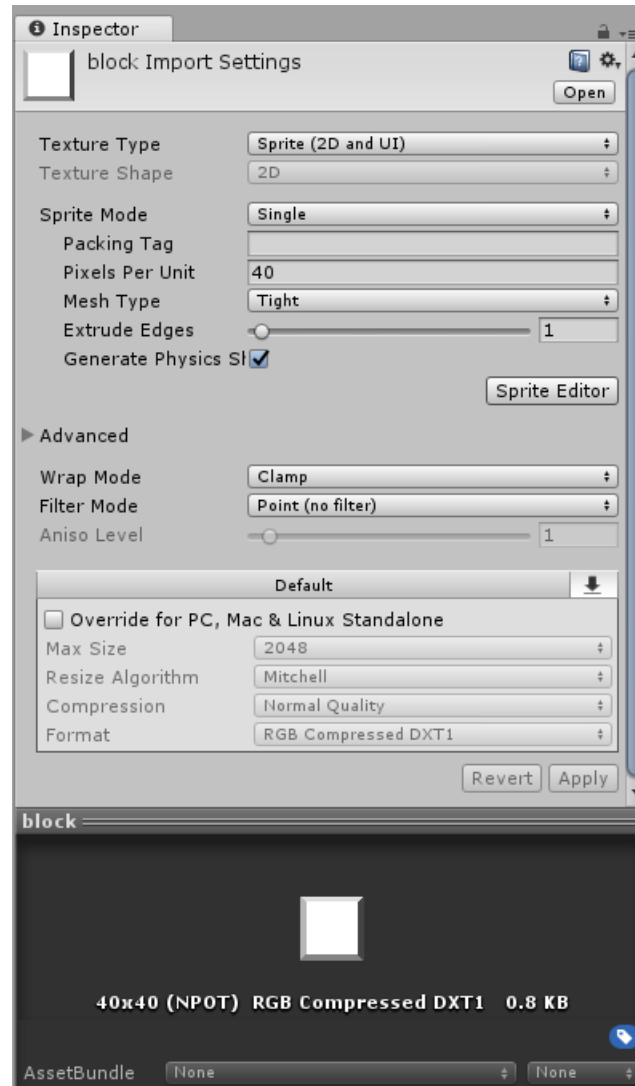 Inspector
block Import Settings
Open
Texture Type Sprite (2D and UI)
Texture Shape 2D
Sprite Mode Single
Packing Tag
Pixels Per Unit 40
Mesh Type Tight
Extrude Edges 1
Generate Physics Sl
Sprite Editor
Advanced
Wrap Mode Clamp
Filter Mode Point (no filter)
Aniso Level 1
Default
Override for PC, Mac & Linux Standalone
Max Size 2048
Resize Algorithm Mitchell
Compression Normal Quality
Format RGB Compressed DXT1
Revert Apply
block
40x40 (NPOT) RGB Compressed DXT1 0.8 KB
AssetBundle None None